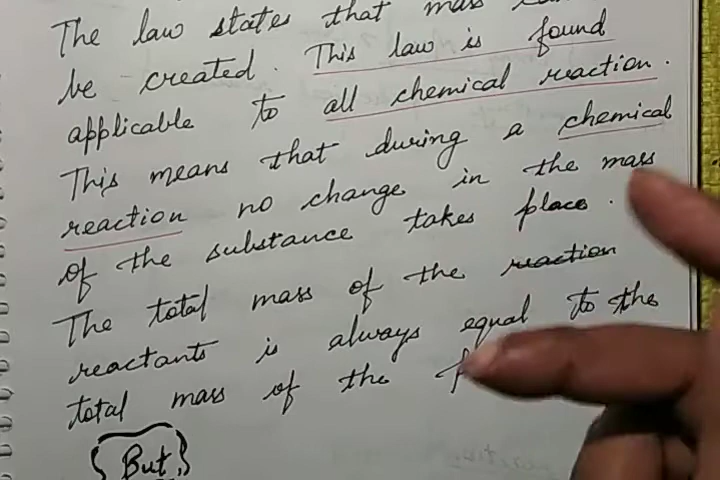 The law states that mass
be created. This law is found
applicable to all chemical reaction.
This means that during a chemical
reaction no change in the mass
of the substance takes place.
The total mass of the reaction
reactants is always equal to the
total mass of the
But